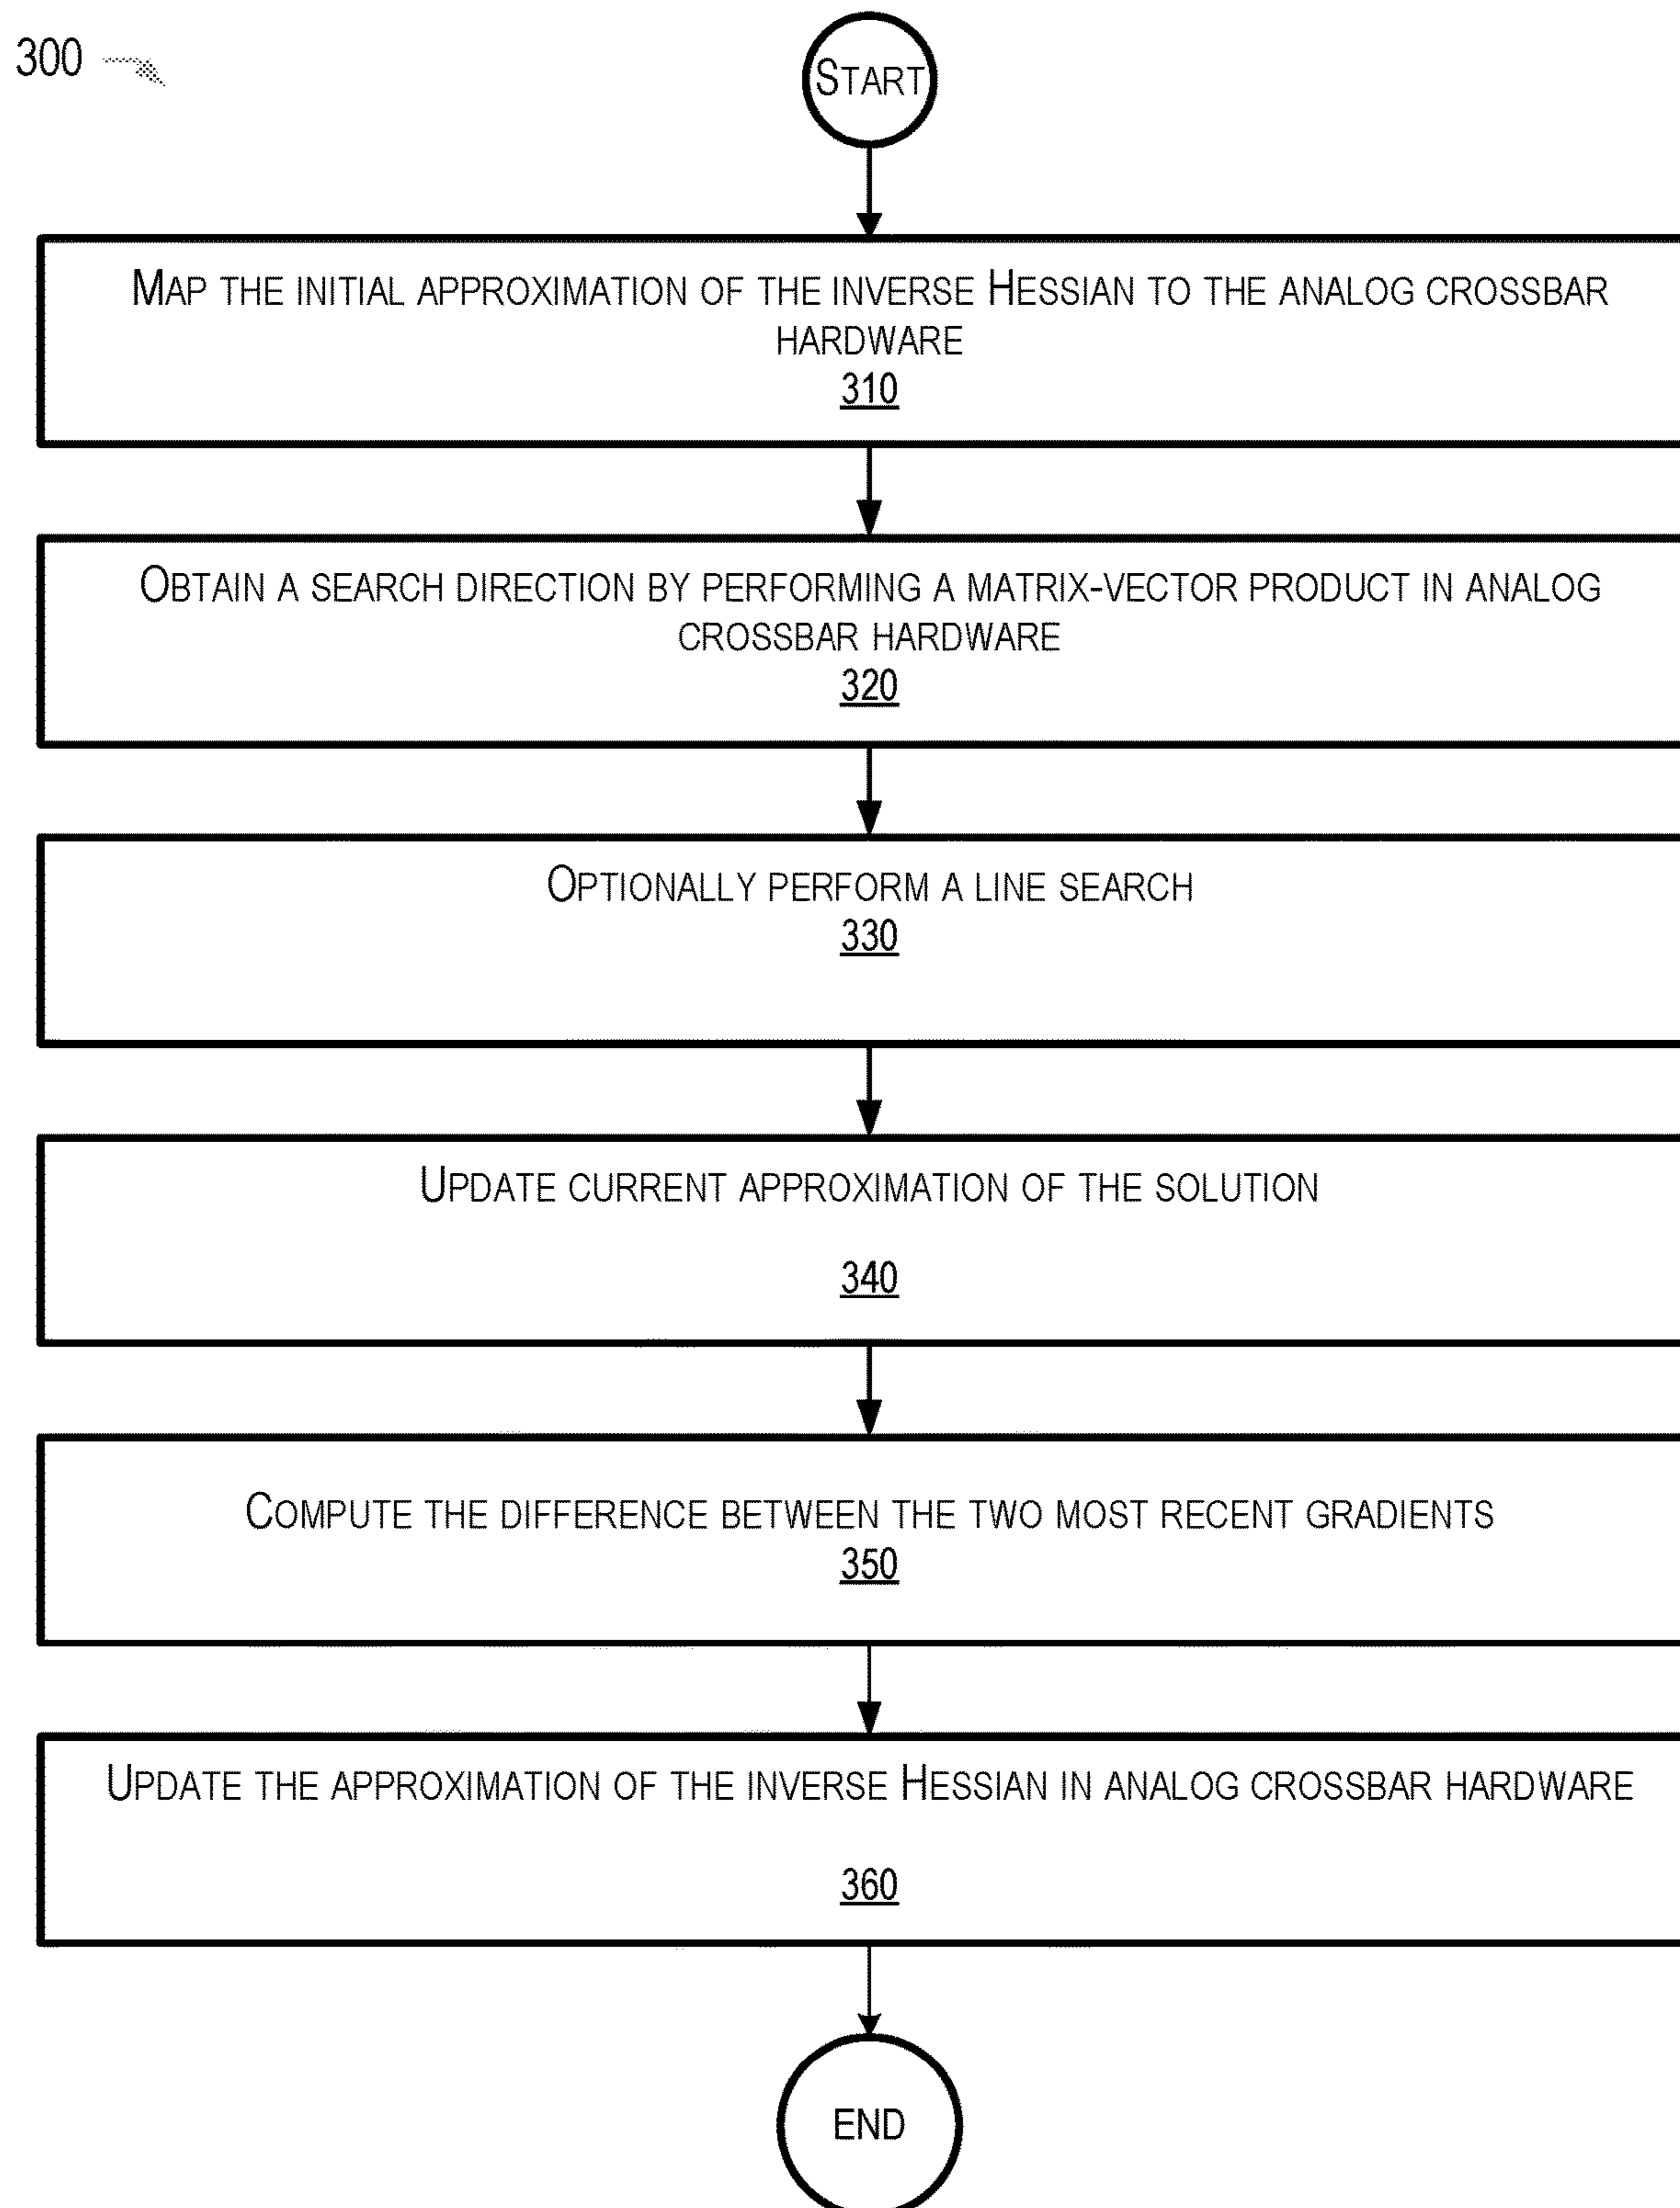 300
START
MAP THE INITIAL APPROXIMATION OF THE INVERSE HESSIAN TO THE ANALOG CROSSBAR
HARDWARE
310
OBTAIN A SEARCH DIRECTION BY PERFORMING A MATRIX-VECTOR PRODUCT IN ANALOG
CROSSBAR HARDWARE
320
OPTIONALLY PERFORM A LINE SEARCH
330
UPDATE CURRENT APPROXIMATION OF THE SOLUTION
340
COMPUTE THE DIFFERENCE BETWEEN THE TWO MOST RECENT GRADIENTS
350
UPDATE THE APPROXIMATION OF THE INVERSE HESSIAN IN ANALOG CROSSBAR HARDWARE
360
END